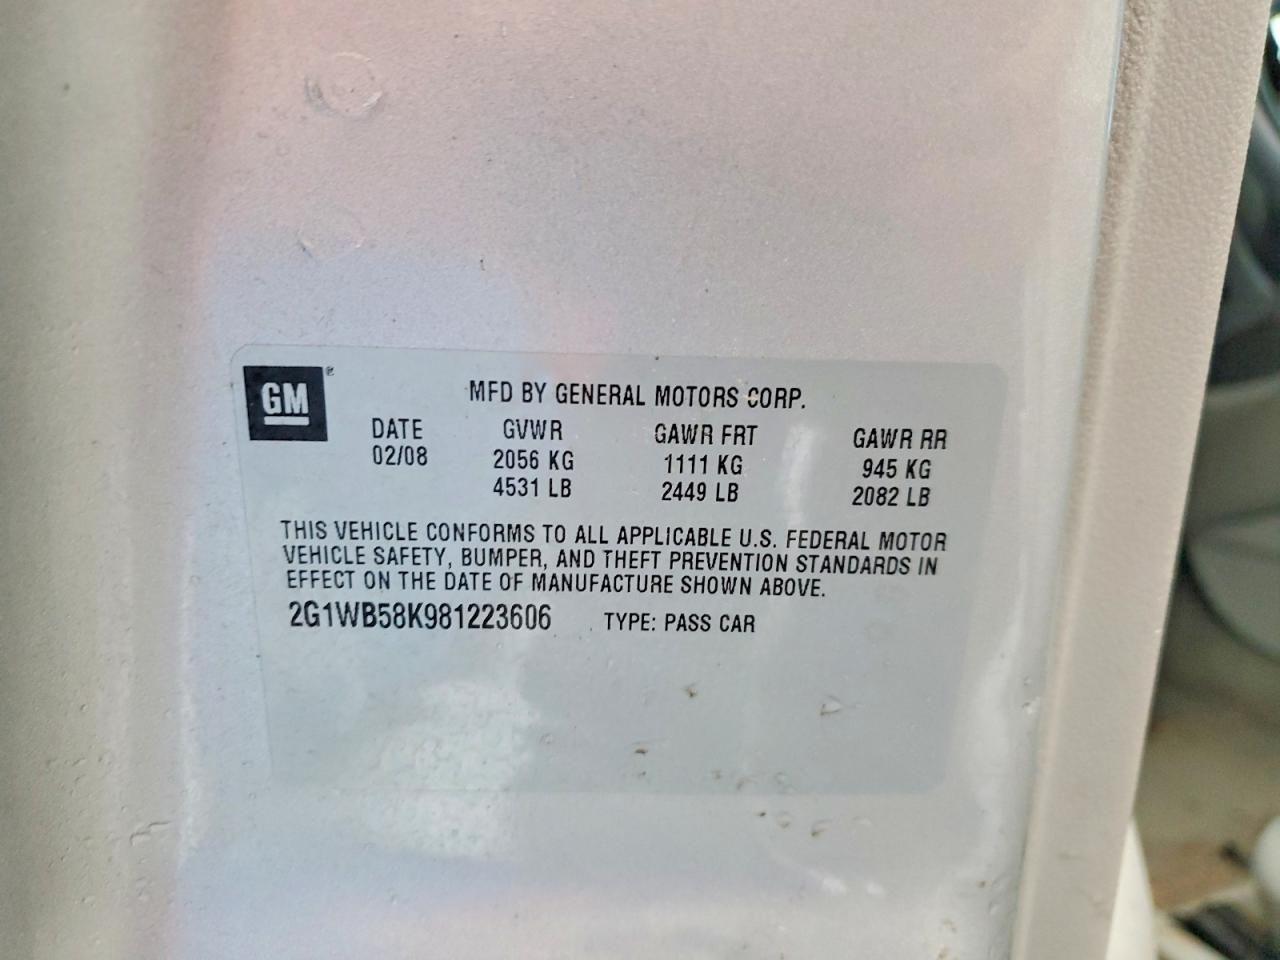 GM ®
MFD BY GENERAL MOTORS CORP.
DATE GVWR GAWR FRT GAWR RR
02/08 2056 KG 1111 KG 945 KG
4531 LB 2449 LB 2082 LB
THIS VEHICLE CONFORMS TO ALL APPLICABLE U.S. FEDERAL MOTOR
VEHICLE SAFETY, BUMPER, AND THEFT PREVENTION STANDARDS IN
EFFECT ON THE DATE OF MANUFACTURE SHOWN ABOVE.
2G1WB58K981223606 TYPE: PASS CAR